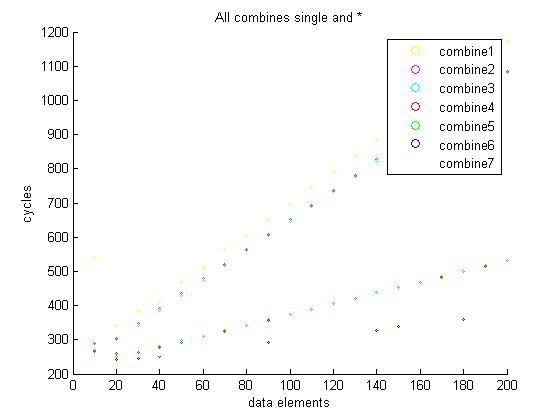 All combines single and *
1200
1100
1000
900
800
700
600
500
400
300
200
cycles
combine1
combine2
combine3
combine4
combine5
combine6
combine7
0 20 40 60 80 100 120 140 160 180 200
data elements